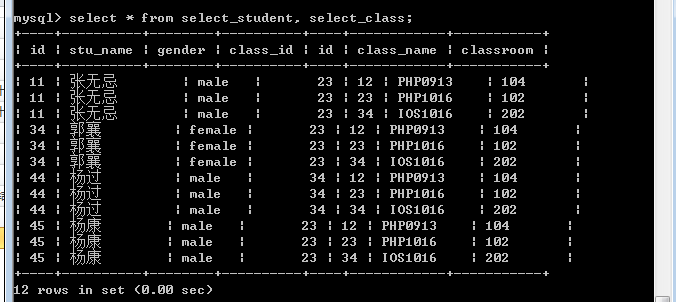 mysql> select * from select_student, select_class;
+----+----------+--------+----------+----+------------+-----------+
| id | stu_name | gender | class_id | id | class_name | classroom |
+----+----------+--------+----------+----+------------+-----------+
| 11 | 张无忌 | male | 23 | 12 | PHP0913 | 104 |
| 11 | 张无忌 | male | 23 | 23 | PHP1016 | 102 |
| 11 | 张无忌 | male | 23 | 34 | IOS1016 | 202 |
| 34 | 郭襄 | female | 23 | 12 | PHP0913 | 104 |
| 34 | 郭襄 | female | 23 | 23 | PHP1016 | 102 |
| 34 | 郭襄 | female | 23 | 34 | IOS1016 | 202 |
| 44 | 杨过 | male | 34 | 12 | PHP0913 | 104 |
| 44 | 杨过 | male | 34 | 23 | PHP1016 | 102 |
| 44 | 杨过 | male | 34 | 34 | IOS1016 | 202 |
| 45 | 杨康 | male | 23 | 12 | PHP0913 | 104 |
| 45 | 杨康 | male | 23 | 23 | PHP1016 | 102 |
| 45 | 杨康 | male | 23 | 34 | IOS1016 | 202 |
+----+----------+--------+----------+----+------------+-----------+
12 rows in set (0.00 sec)